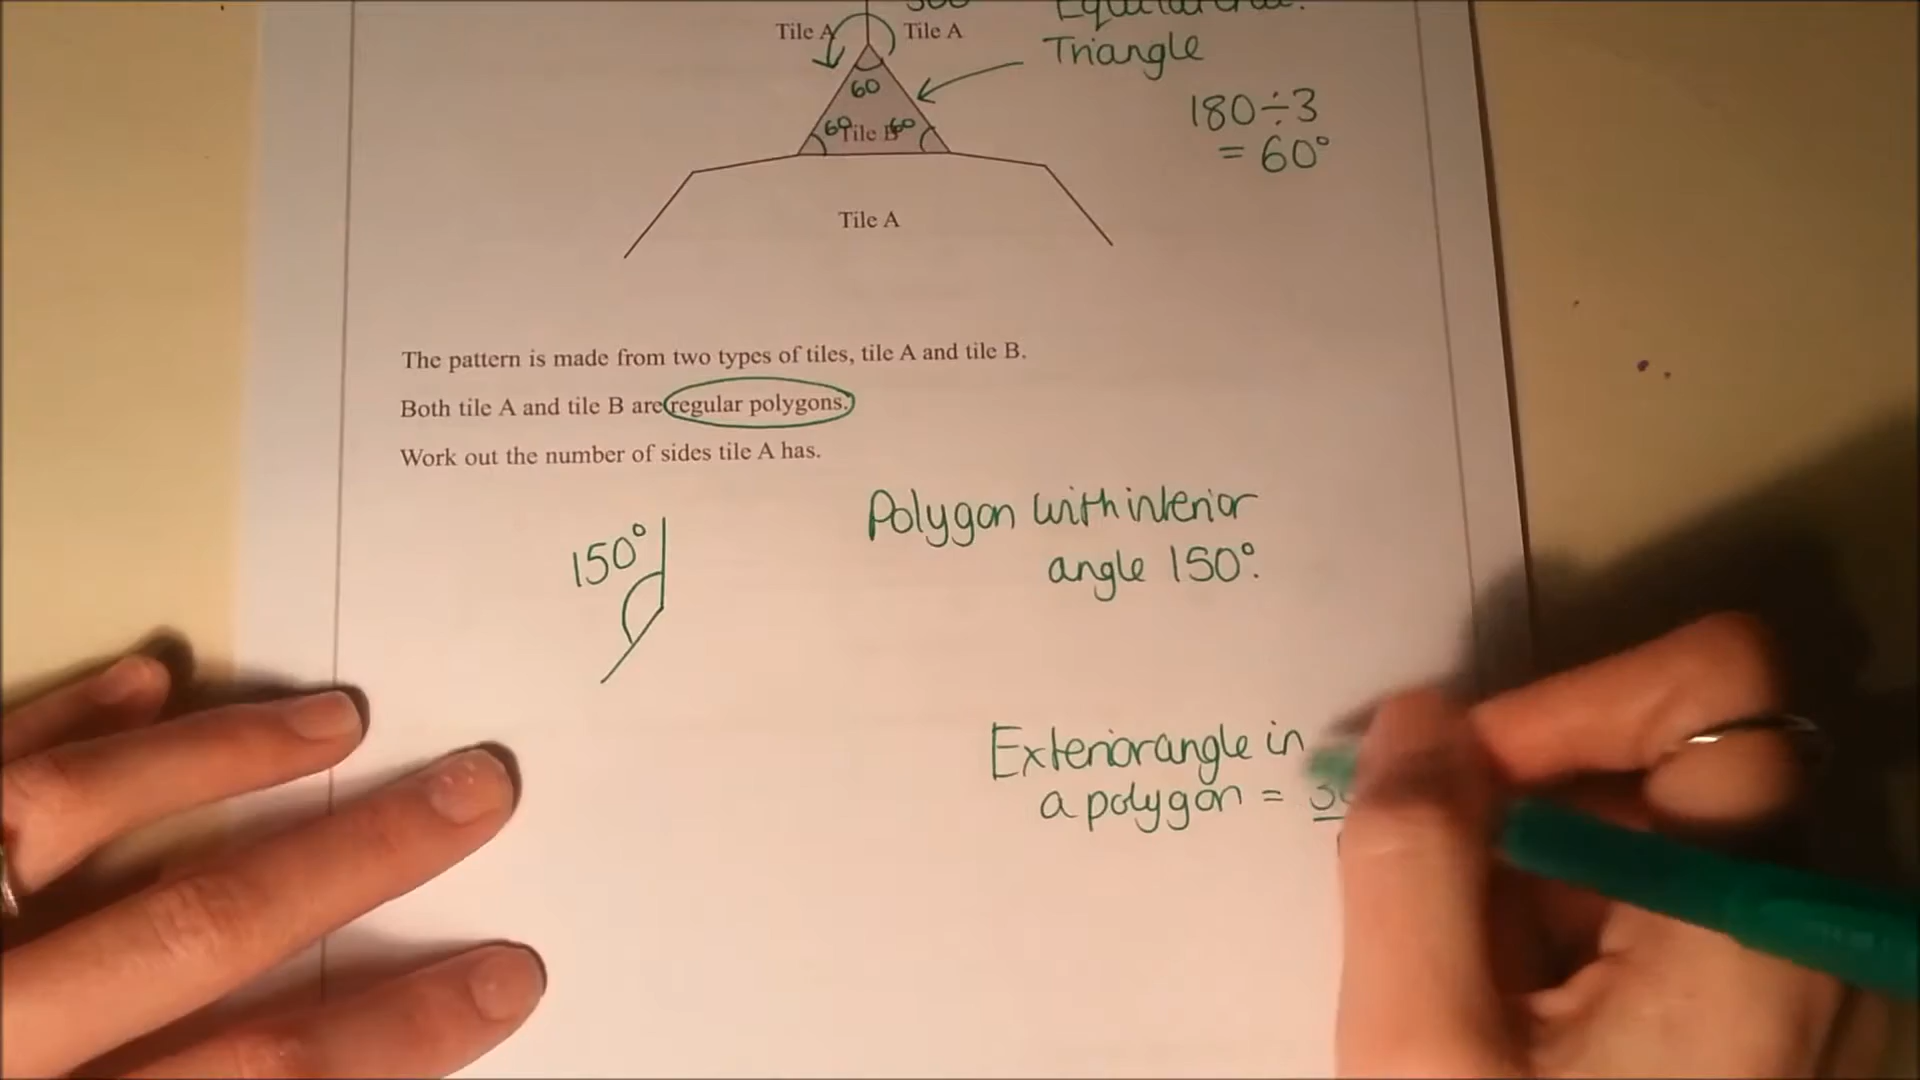 Tile A
Tile A
Triangle
60
180÷3
60
60
Tile B
= 60°
Tile A
The pattern is made from two types of tiles, tile A and tile B.
Both tile A and tile B are regular polygons.
Work out the number of sides tile A has.
150°
Polygon with interior
angle 150°.
Exterior angle in
a polygon =